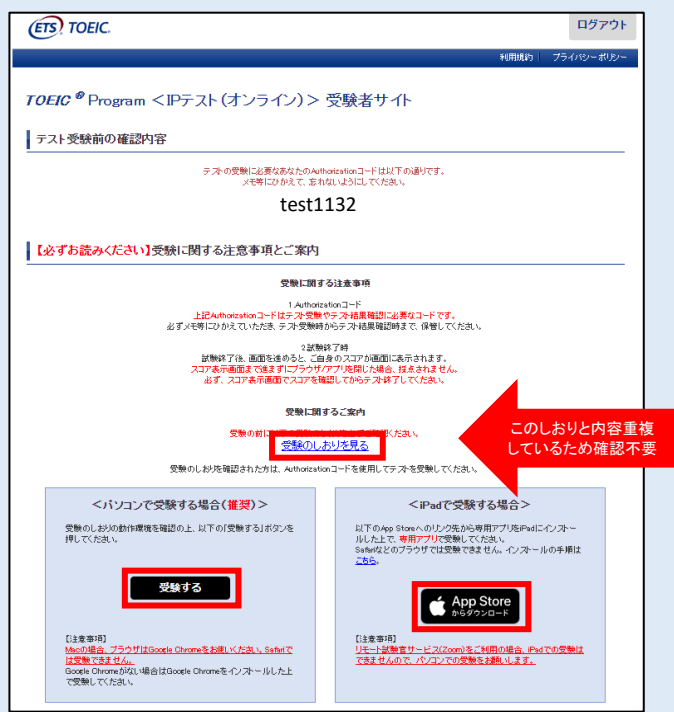 ETS TOEIC.
ログアウト
利用規約 プライバシーポリシー
TOEIC ® Program <IPテスト(オンライン)> 受験者サイト
テスト受験前の確認内容
テストの受験に必要なあなたのAuthorizationコードは以下の通りです。
メモ等にひかえて、忘れないようにしてください。
test1132
【必ずお読みください】受験に関する注意事項とご案内
受験に関する注意事項
1.Authorizationコード
上記Authorizationコードはテスト受験やテスト結果確認に必要なコードです。
必ずメモ等にひかえていただき、テスト受験時からテスト結果確認時まで、保管してください。
2.試験終了時
試験終了後、画面を進めると、ご自身のスコアが画面に表示されます。
スコア表示画面まで進まずにブラウザ/アプリを閉じた場合、採点されません。
必ず、スコア表示画面でスコアを確認してからテスト終了してください。
受験に関するご案内
受験の前に ください。
受験のしおりを見る
このしおりと内容重複
しているため確認不要
受験のしおりを確認された方は、Authorizationコードを使用してテストを受験してください。
<パソコンで受験する場合(推奨)>
受験のしおりの動作環境を確認の上、以下の「受験する」ボタンを
押してください。
受験する
【注意事項】
Macの場合、ブラウザはGoogle Chromeをお使いください。Safariで
は受験できません。
Google Chromeがない場合はGoogle Chromeをインストールした上
で受験してください。
<iPadで受験する場合>
以下のApp Storeへのリンク先から専用アプリをiPadにインストー
ルした上で、専用アプリで受験してください。
Safariなどのブラウザでは受験できません。インストールの手順は
こちら。
App Store
からダウンロード
【注意事項】
リモート試験官サービス(Zoom)をご利用の場合、iPadでの受験は
できませんので、パソコンでの受験をお願いします。